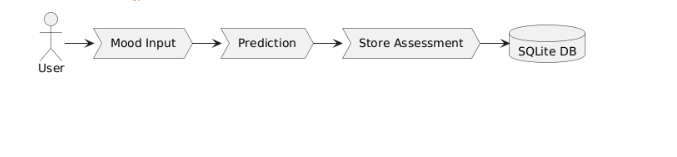 Mood Input
Prediction
Store Assessment
SQLite DB
User